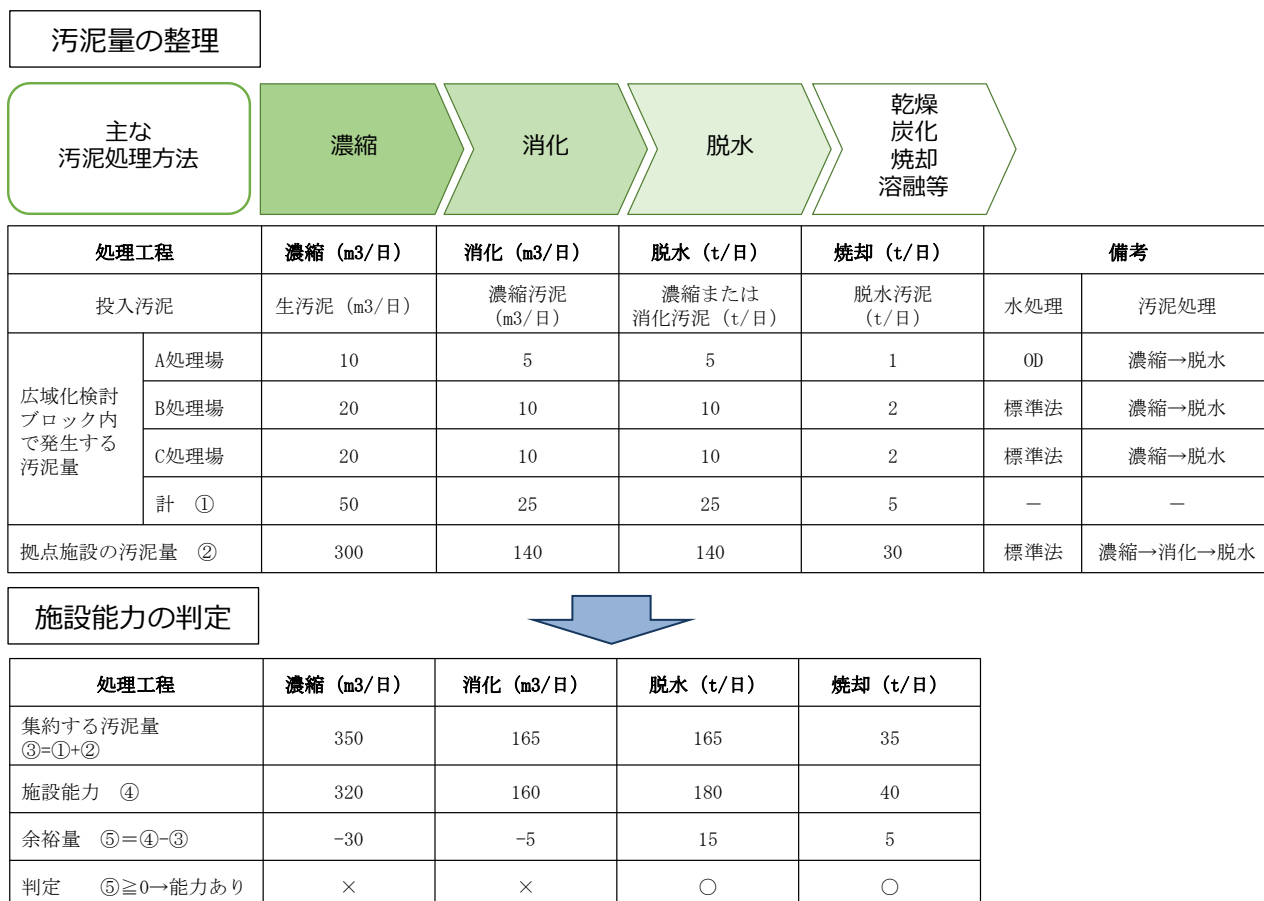 汚泥量の整理
主な
汚泥処理方法
濃縮
消化
脱水
乾燥
炭化
焼却
溶融等
処理工程 濃縮 (m3/日) 消化 (m3/日) 脱水 (t/日) 焼却 (t/日) 備考
投入汚泥 生汚泥 (m3/日) 濃縮汚泥 (m3/日) 濃縮または 消化汚泥 (t/日) 脱水汚泥 (t/日) 水処理 汚泥処理
広域化検討
ブロック内
で発生する
汚泥量
A処理場 10 5 5 1 OD 濃縮→脱水
B処理場 20 10 10 2 標準法 濃縮→脱水
C処理場 20 10 10 2 標準法 濃縮→脱水
計 ① 50 25 25 5 － －
拠点施設の汚泥量 ② 300 140 140 30 標準法 濃縮→消化→脱水
施設能力の判定
処理工程 濃縮 (m3/日) 消化 (m3/日) 脱水 (t/日) 焼却 (t/日)
集約する汚泥量
③=①+② 350 165 165 35
施設能力 ④ 320 160 180 40
余裕量 ⑤＝④-③ -30 -5 15 5
判定 ⑤≧0→能力あり × × ○ ○